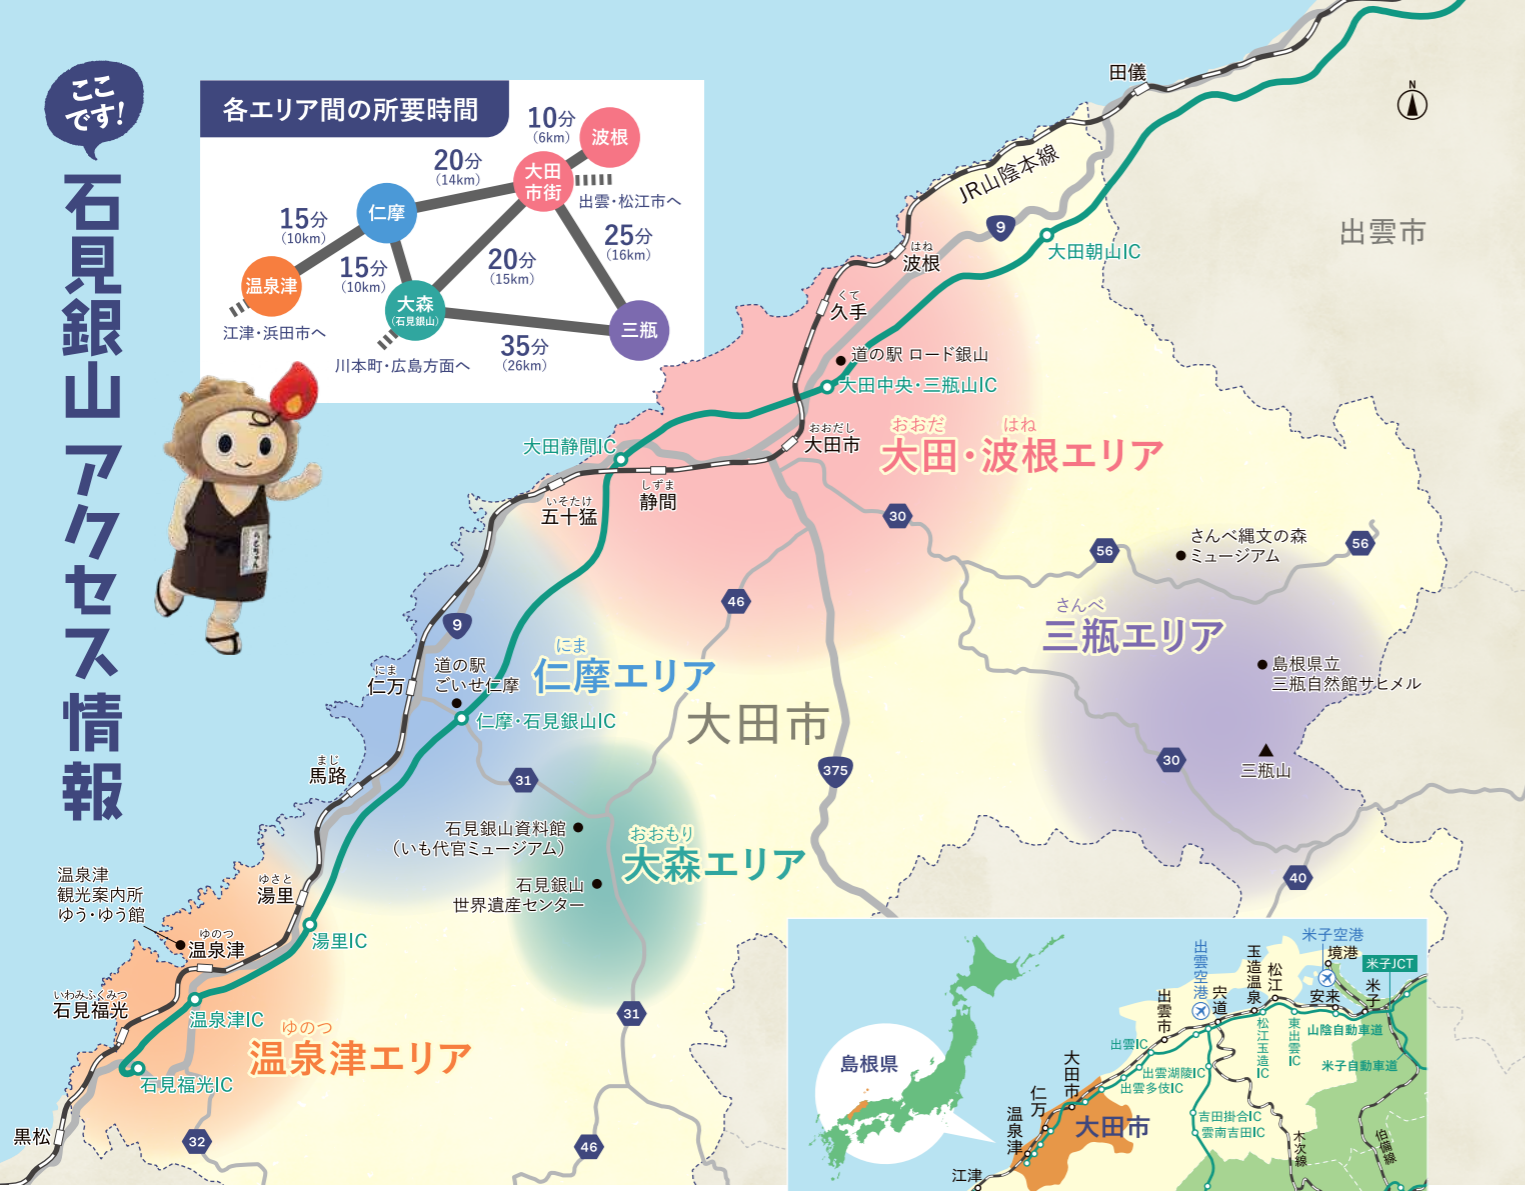 ここ
です!
石見銀山 アクセス情報
各エリア間の所要時間
10分
(6km)
波根
20分
(14km)
大田
市街
出雲・松江市へ
仁摩
15分
(10km)
25分
(16km)
20分
(15km)
15分
(10km)
温泉津
江津・浜田市へ
大森
(石見銀山)
三瓶
35分
(26km)
川本町・広島方面へ
田儀
N
JR山陰本線
9
出雲市
大田朝山IC
はね
波根
くて
久手
道の駅 ロード銀山
大田中央・三瓶山IC
おおだし
大田市
おおだ はね
大田・波根エリア
大田静間IC
しずま
静間
いそたけ
五十猛
30
56
さんべ縄文の森
ミュージアム
56
46
さんべ
三瓶エリア
9
にま
仁摩エリア
にま
仁万
道の駅
ごいせ仁摩
島根県立
三瓶自然館サヒメル
仁摩・石見銀山IC
大田市
375
30
三瓶山
まじ
馬路
31
石見銀山資料館
(いも代官ミュージアム)
おおもり
大森エリア
石見銀山
世界遺産センター
40
温泉津
観光案内所
ゆう・ゆう館
ゆさと
湯里
湯里IC
ゆのつ
温泉津
いわみふくみつ
石見福光
温泉津IC
ゆのつ
温泉津エリア
石見福光IC
黒松
32
31
46
島根県
米子空港
境港
米子JCT
出雲空港
玉造温泉
松江
安来
米子
宍道
出雲市
山陰自動車道
松江玉造IC
東出雲IC
米子自動車道
出雲IC
出雲湖陵IC
出雲多伎IC
大田市
仁万
温泉津
大田市
吉田掛合IC
雲南吉田IC
木次線
伯備線
江津